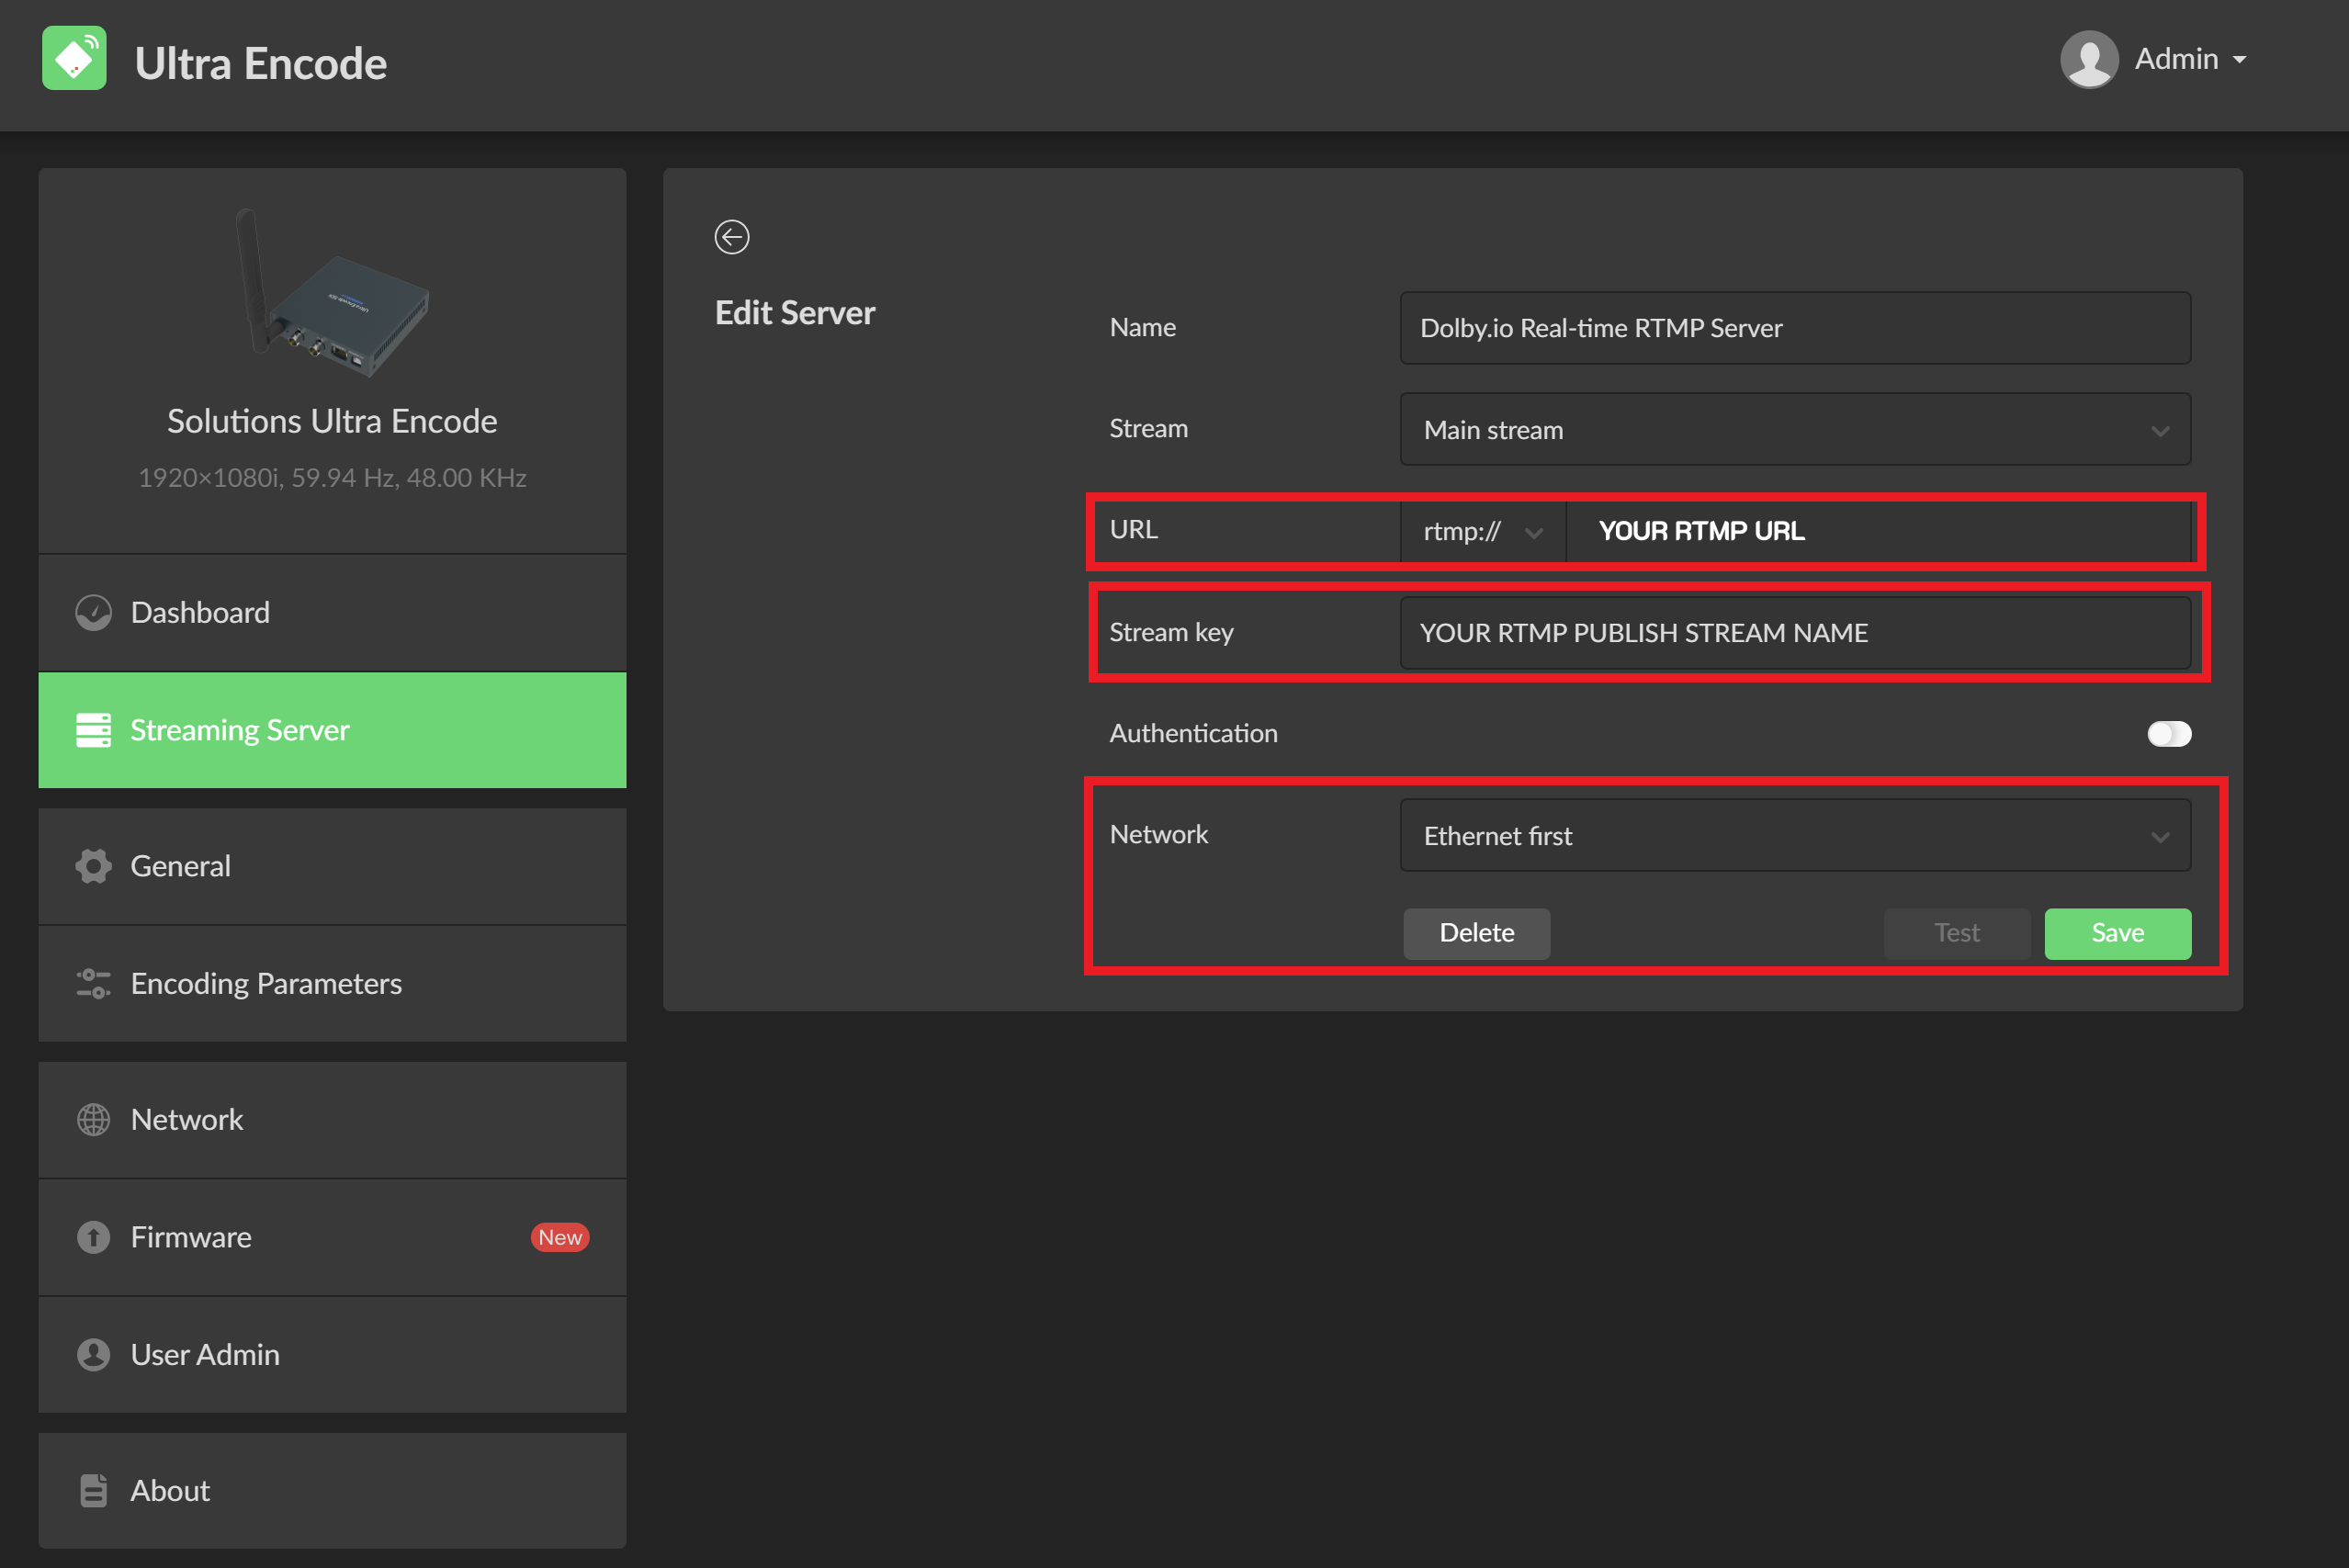 Ultra Encode
Admin
Solutions Ultra Encode
1920×1080i, 59.94 Hz, 48.00 KHz
Dashboard
Streaming Server
General
Encoding Parameters
Network
Firmware New
User Admin
About
Edit Server
Name Dolby.io Real-time RTMP Server
Stream Main stream
URL rtmp:// YOUR RTMP URL
Stream key YOUR RTMP PUBLISH STREAM NAME
Authentication
Network Ethernet first
Delete Test Save